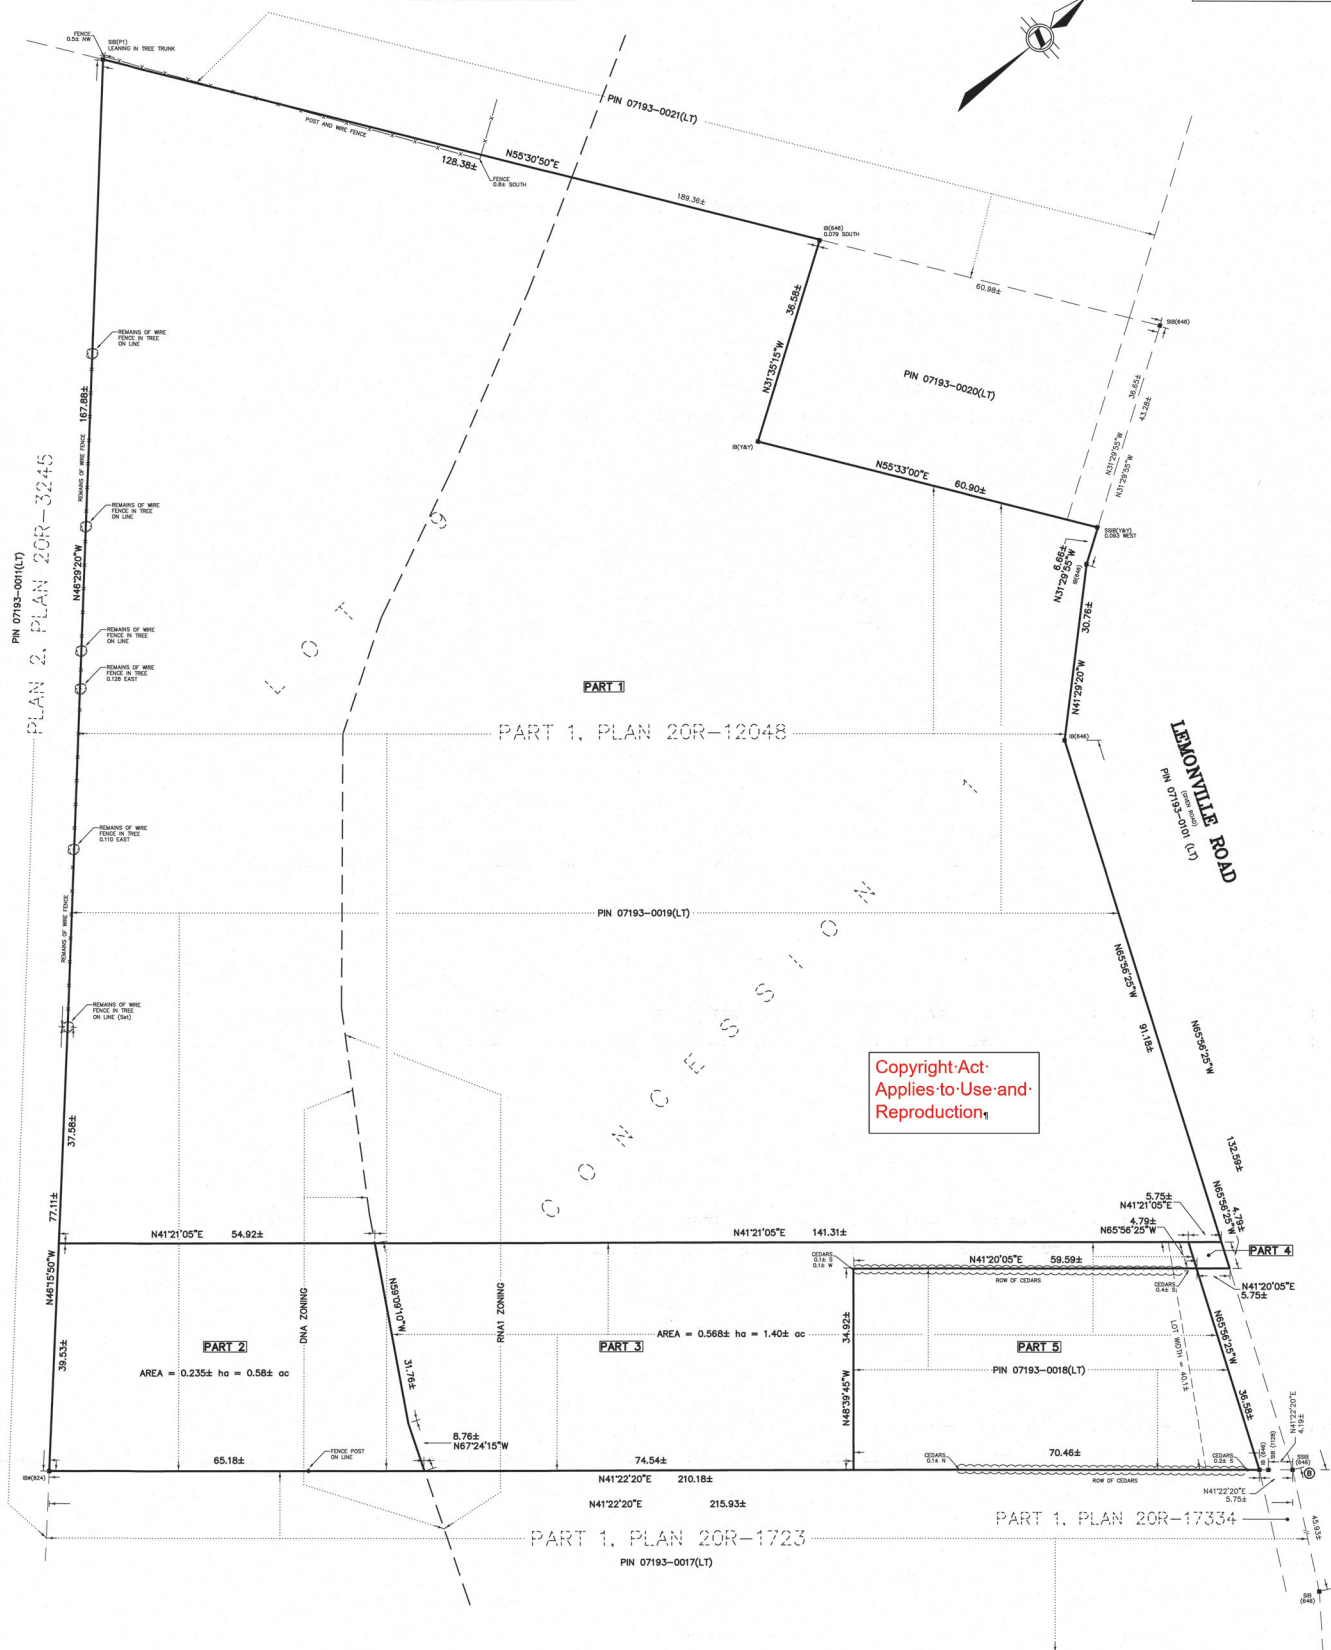 FENCE
0.5± NW
SIB(P1)
LEANING IN TREE TRUNK
PIN 07193-0021(LT)
POST AND WIRE FENCE
128.38±
N55°30'50"E
FENCE
0.8± SOUTH
189.36±
IB(646)
0.079 SOUTH
60.98±
SIB(646)
36.58±
N31°35'15"W
PIN 07193-0020(LT)
36.65±
43.28±
N31°29'55"W
N31°29'55"W
IB(Y&Y)
N55°33'00"E
60.90±
SSIB(Y&Y)
0.093 WEST
6.66±
N31°29'55"W
IB(646)
30.76±
N41°29'20"W
IB(646)
REMAINS OF WIRE
FENCE IN TREE
ON LINE
167.88±
REMAINS OF WIRE FENCE
REMAINS OF WIRE
FENCE IN TREE
ON LINE
N46°29'20"W
PIN 07193-0011(LT)
PLAN 2, PLAN 20R-3245
REMAINS OF WIRE
FENCE IN TREE
ON LINE
REMAINS OF WIRE
FENCE IN TREE
0.126 EAST
LOT 9
PART 1
PART 1, PLAN 20R-12048
LEMONVILLE ROAD
(GIVEN ROAD)
PIN 07193-0101 (LT)
REMAINS OF WIRE
FENCE IN TREE
0.110 EAST
REMAINS OF WIRE FENCE
PIN 07193-0019(LT)
CONCESSION 7
N65°56'25"W
91.18±
N65°56'25"W
132.59±
REMAINS OF WIRE
FENCE IN TREE
ON LINE (Set)
Copyright·Act·
Applies·to·Use·and·
Reproduction¶
37.58±
77.11±
N41°21'05"E 54.92±
N41°21'05"E 141.31±
5.75±
N41°21'05"E
4.79±
N65°56'25"W
N65°56'25"W
4.79±
PART 4
CEDARS
0.1± S
0.1± W
N41°20'05"E 59.59±
ROW OF CEDARS
CEDARS
0.4± S
N41°20'05"E
5.75±
N46°15'50"W
39.53±
PART 2
AREA = 0.235± ha = 0.58± ac
DNA ZONING
N59°09'10"W
31.76±
RNA1 ZONING
PART 3
AREA = 0.568± ha = 1.40± ac
34.92±
N48°39'45"W
PART 5
PIN 07193-0018(LT)
LOT WIDTH = 40.1±
N65°56'25"W
36.58±
8.76±
N67°24'15"W
FENCE POST
ON LINE
65.18±
74.54±
CEDARS
0.1± N
70.46±
CEDARS
0.2± S
ROW OF CEDARS
IB (646)
SIB (1128)
N41°22'20"E
4.19±
SSIB
(646)
B
N41°22'20"E 210.18±
N41°22'20"E
5.75±
N41°22'20"E 215.93±
PART 1, PLAN 20R-17334
45.93±
PART 1, PLAN 20R-1723
PIN 07193-0017(LT)
SIB
(646)